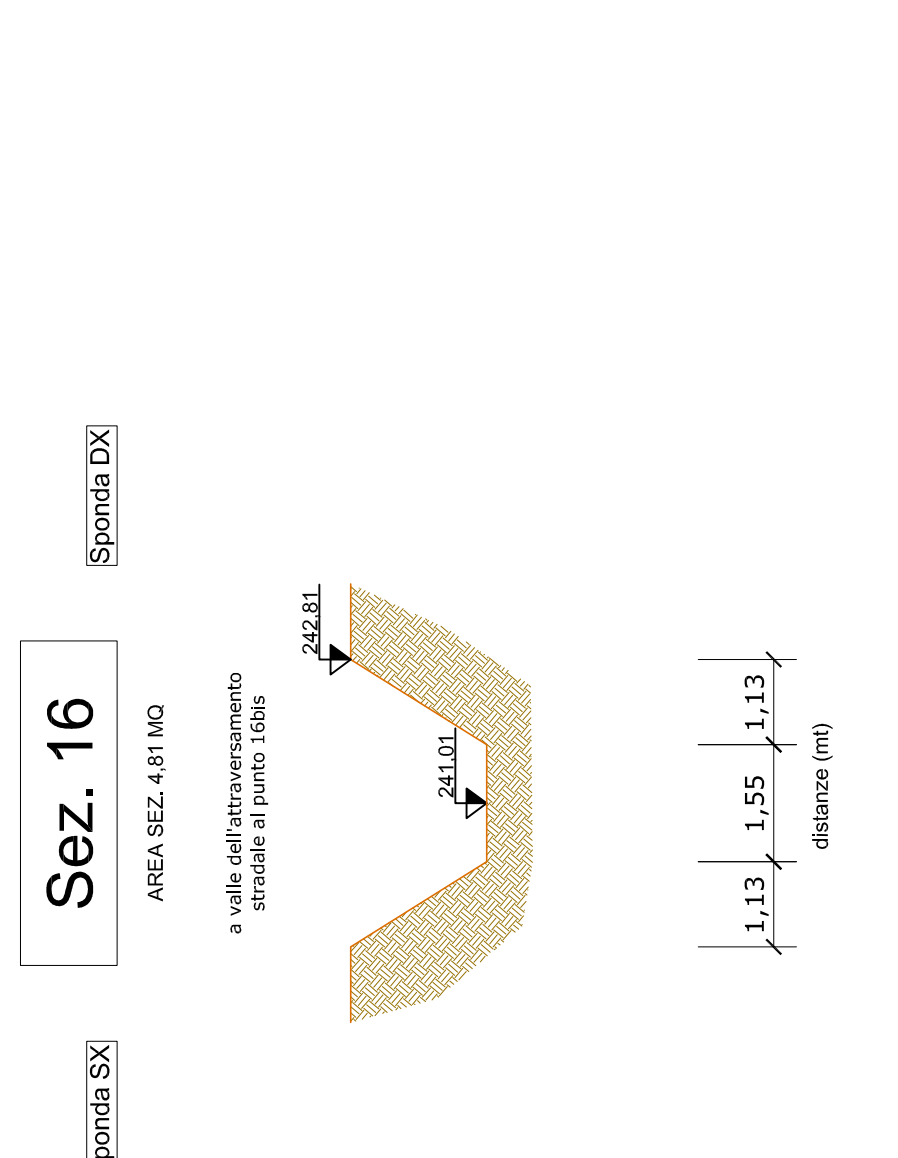 Sponda SX
Sez. 16
Sponda DX
AREA SEZ. 4,81 MQ
a valle dell'attraversamento
stradale al punto 16bis
242.81
241.01
1,13
1,55
1,13
distanze (mt)